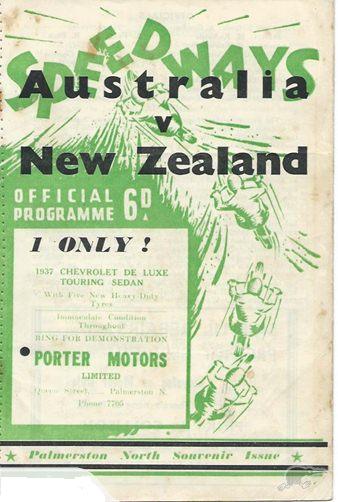 SPEEDWAYS
Australia
v
New Zealand
OFFICIAL
PROGRAMME 6D.
1 ONLY!
1937 CHEVROLET DE LUXE
TOURING SEDAN
With Five New Heavy-Duty
Tyres
Immaculate Condition
Throughout
RING FOR DEMONSTRATION
PORTER MOTORS
LIMITED
Queen Street, ... Palmerston N.
Phone 7705
★ Palmerston North Souvenir Issue ★